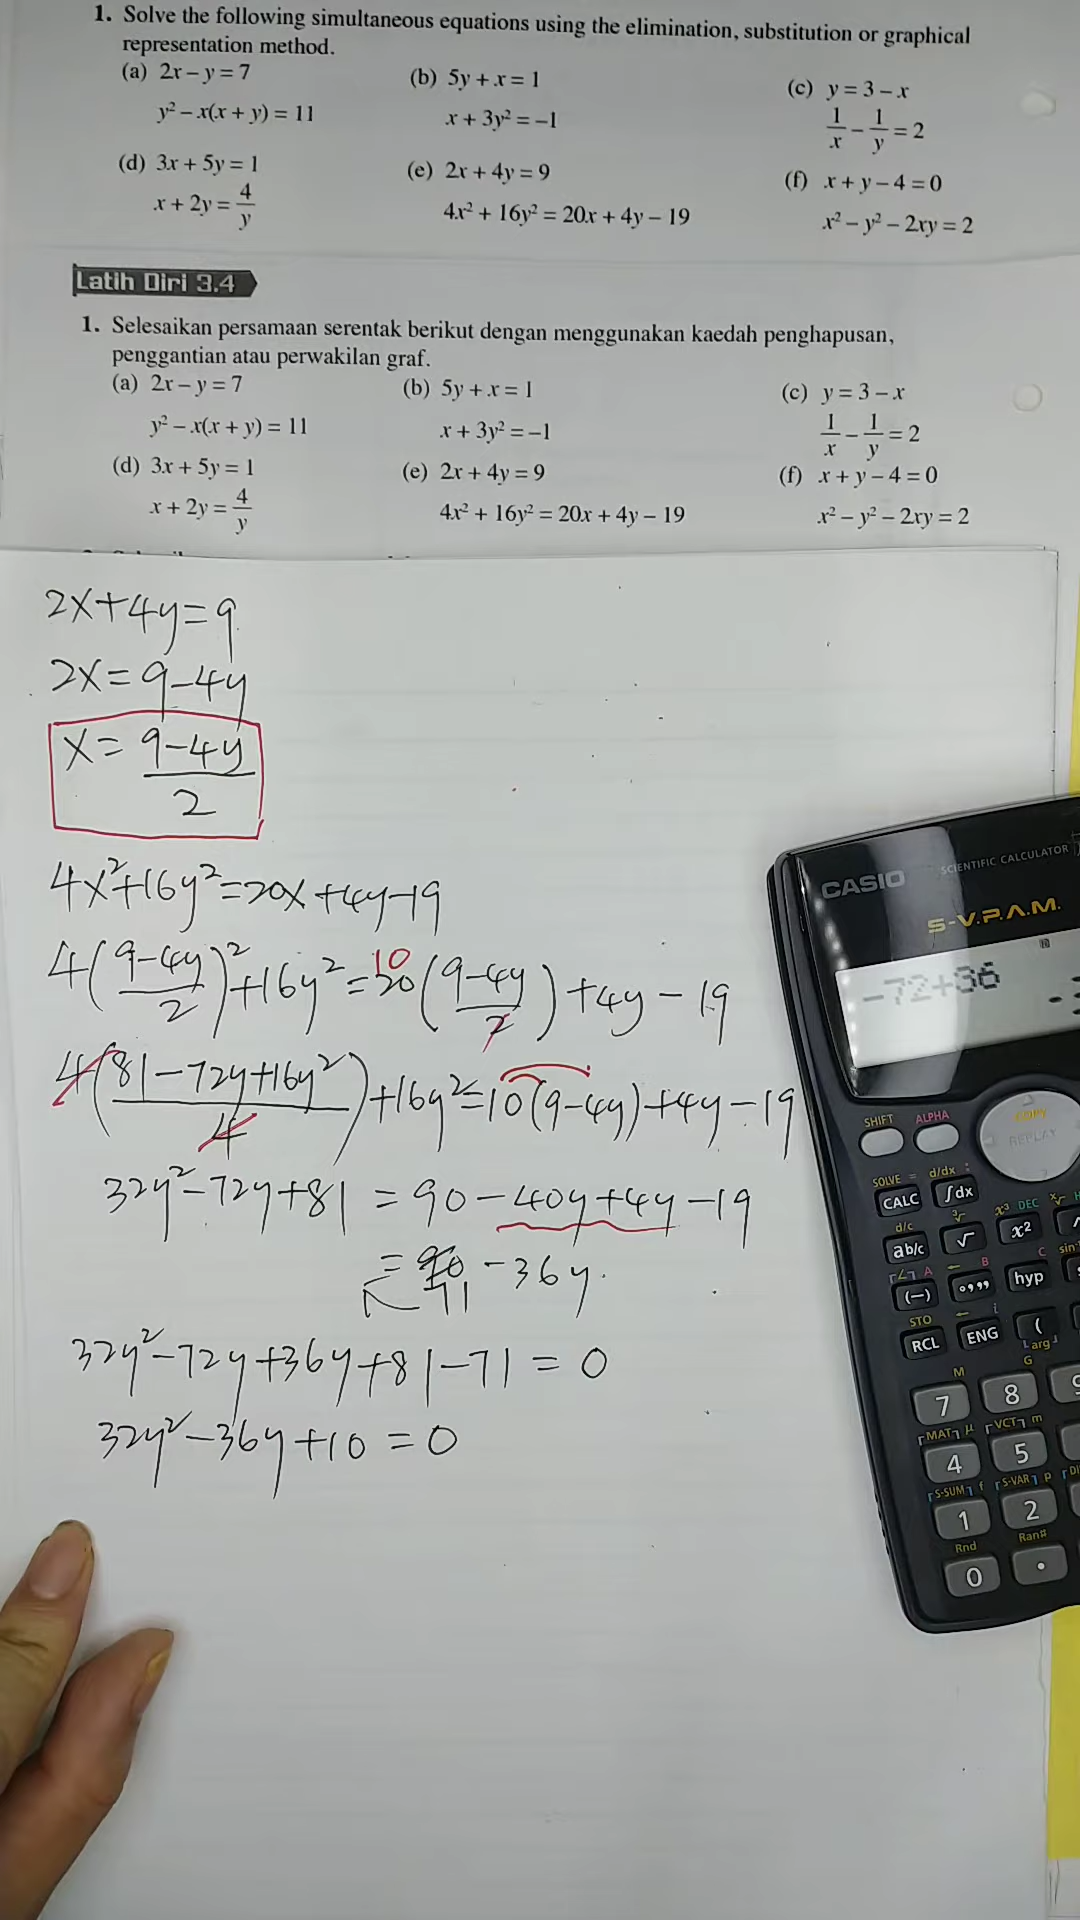 1. Solve the following simultaneous equations using the elimination, substitution or graphical
representation method.
(a) 2x – y = 7 (b) 5y + x = 1 (c) y = 3 – x
y² – x(x + y) = 11 x + 3y² = –1 1/x – 1/y = 2
(d) 3x + 5y = 1 (e) 2x + 4y = 9 (f) x + y – 4 = 0
x + 2y = 4/y 4x² + 16y² = 20x + 4y – 19 x² – y² – 2xy = 2
Latih Diri 3.4
1. Selesaikan persamaan serentak berikut dengan menggunakan kaedah penghapusan,
penggantian atau perwakilan graf.
(a) 2x – y = 7 (b) 5y + x = 1 (c) y = 3 – x
y² – x(x + y) = 11 x + 3y² = –1 1/x – 1/y = 2
(d) 3x + 5y = 1 (e) 2x + 4y = 9 (f) x + y – 4 = 0
x + 2y = 4/y 4x² + 16y² = 20x + 4y – 19 x² – y² – 2xy = 2
2x+4y=9
2x=9-4y
x=(9-4y)/2
4x²+16y²=20x+4y-19
4((9-4y)/2)²+16y²=20 10((9-4y)/2)+4y-19
4((81-72y+16y²)/4)+16y²=10(9-4y)+4y-19
32y²-72y+81 = 90-40y+4y-19
= 71 -36y.
32y²-72y+36y+81-71=0
32y²-36y+10=0
CASIO
SCIENTIFIC CALCULATOR
S-V.P.A.M.
-72+36
SHIFT ALPHA
COPY
REPLAY
SOLVE = d/dx :
CALC ∫dx
d/c x³ DEC
ab/c √ x²
A B C sin⁻¹
(–) °,,, hyp
STO i
RCL ENG (
M G
7 8
MAT VCT
4 5
S-SUM S-VAR
1 2
Rnd Ran#
0 •